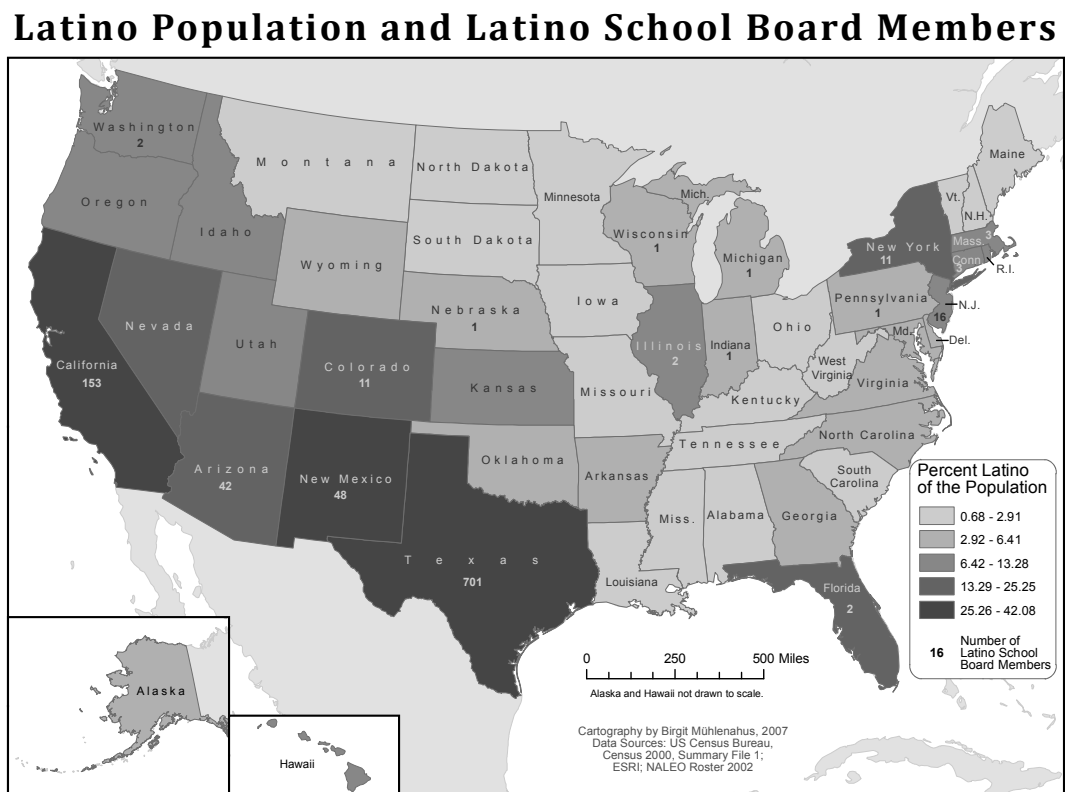 Latino Population and Latino School Board Members
Washington
2
Oregon
Idaho
Montana
North Dakota
South Dakota
Minnesota
Wyoming
Nebraska
1
Iowa
Wisconsin
1
Mich.
Michigan
1
Maine
Vt.
N.H.
New York
11
Mass.
3
Conn
3
R.I.
N.J.
16
Pennsylvania
1
Md.
Del.
Nevada
Utah
Colorado
11
Kansas
Missouri
Illinois
2
Indiana
1
Ohio
West
Virginia
Virginia
Kentucky
California
153
Arizona
42
New Mexico
48
Oklahoma
Arkansas
Tennessee
North Carolina
South
Carolina
Texas
701
Louisiana
Miss.
Alabama
Georgia
Florida
2
Alaska
Hawaii
Percent Latino
of the Population
0.68 - 2.91
2.92 - 6.41
6.42 - 13.28
13.29 - 25.25
25.26 - 42.08
16
Number of
Latino School
Board Members
0 250 500 Miles
Alaska and Hawaii not drawn to scale.
Cartography by Birgit Mühlenahus, 2007
Data Sources: US Census Bureau,
Census 2000, Summary File 1;
ESRI; NALEO Roster 2002